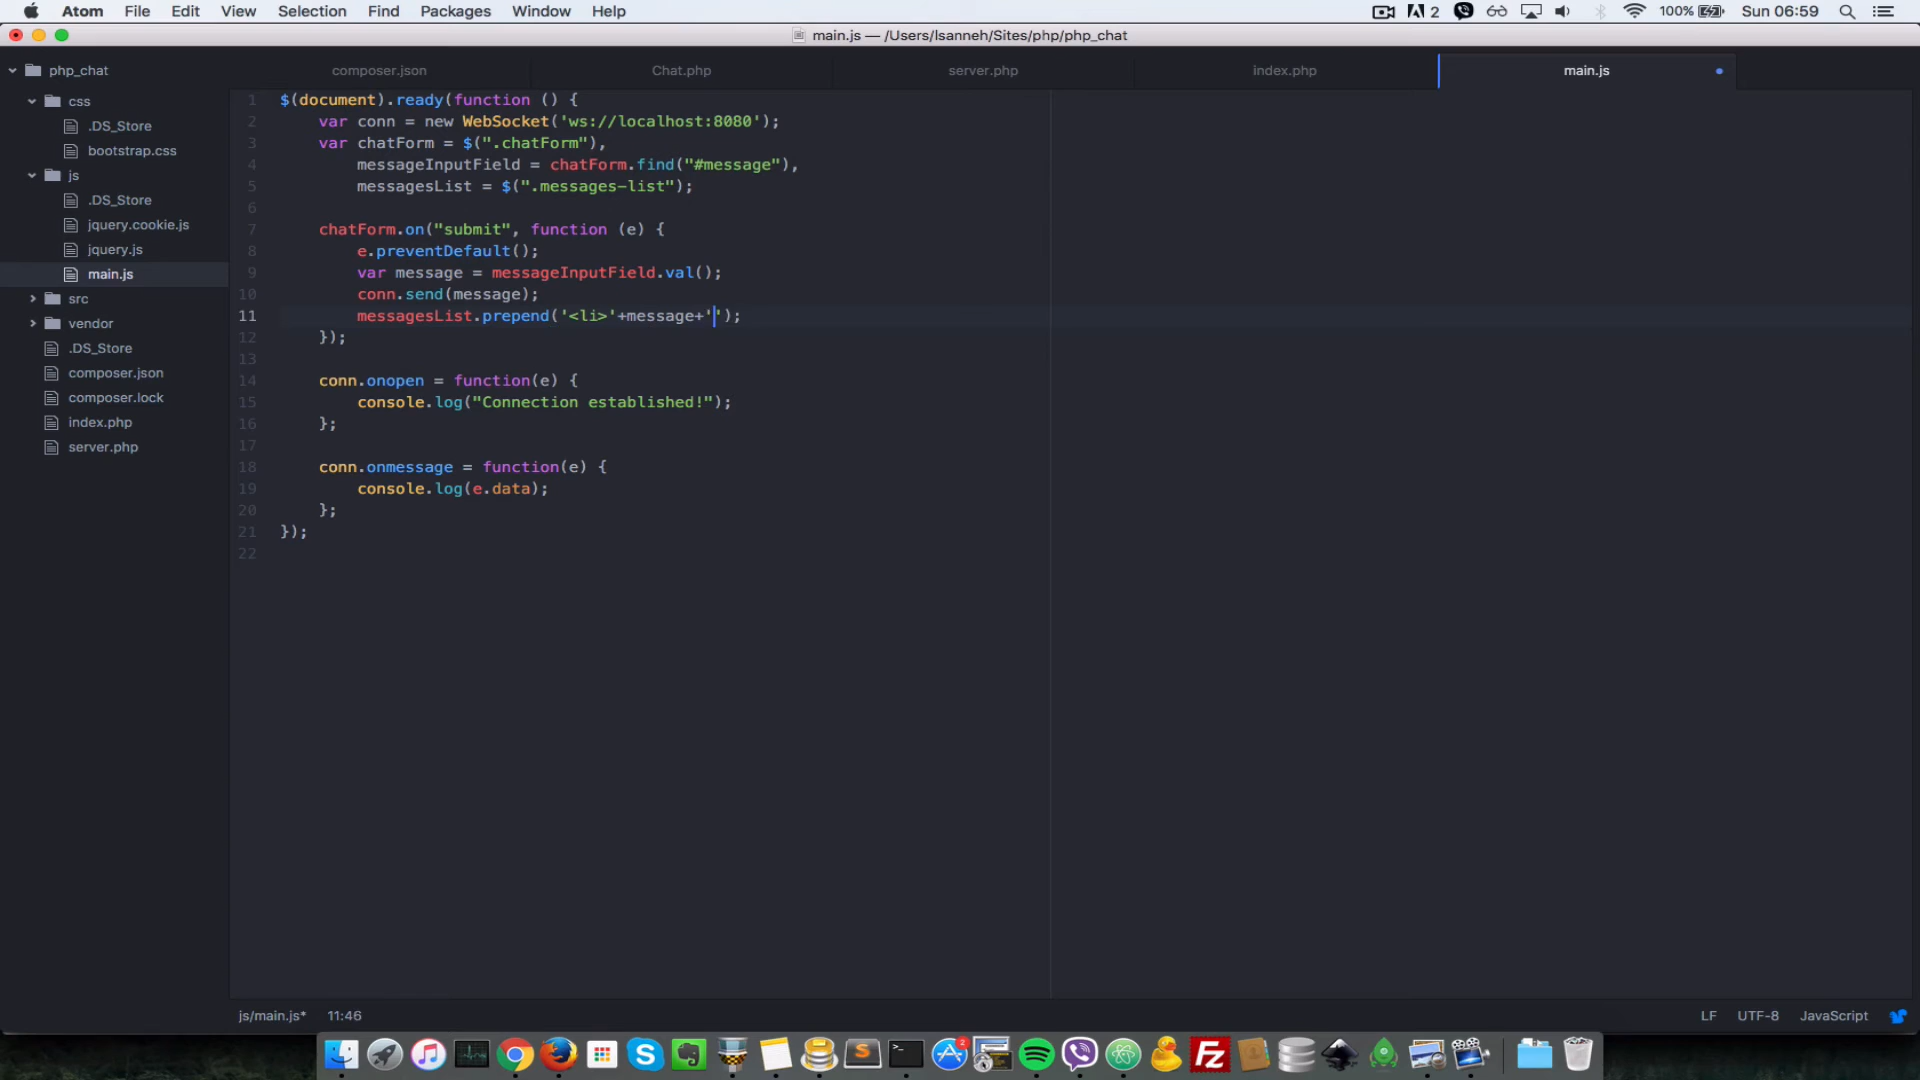 Atom File Edit View Selection Find Packages Window Help 2 100% Sun 06:59
main.js — /Users/lsanneh/Sites/php/php_chat
php_chat
css
.DS_Store
bootstrap.css
js
.DS_Store
jquery.cookie.js
jquery.js
main.js
src
vendor
.DS_Store
composer.json
composer.lock
index.php
server.php
composer.json Chat.php server.php index.php main.js
1 $(document).ready(function () {
2 var conn = new WebSocket('ws://localhost:8080');
3 var chatForm = $(".chatForm"),
4 messageInputField = chatForm.find("#message"),
5 messagesList = $(".messages-list");
6
7 chatForm.on("submit", function (e) {
8 e.preventDefault();
9 var message = messageInputField.val();
10 conn.send(message);
11 messagesList.prepend('<li>'+message+'');
12 });
13
14 conn.onopen = function(e) {
15 console.log("Connection established!");
16 };
17
18 conn.onmessage = function(e) {
19 console.log(e.data);
20 };
21 });
22
js/main.js* 11:46 LF UTF-8 JavaScript
2
Fz